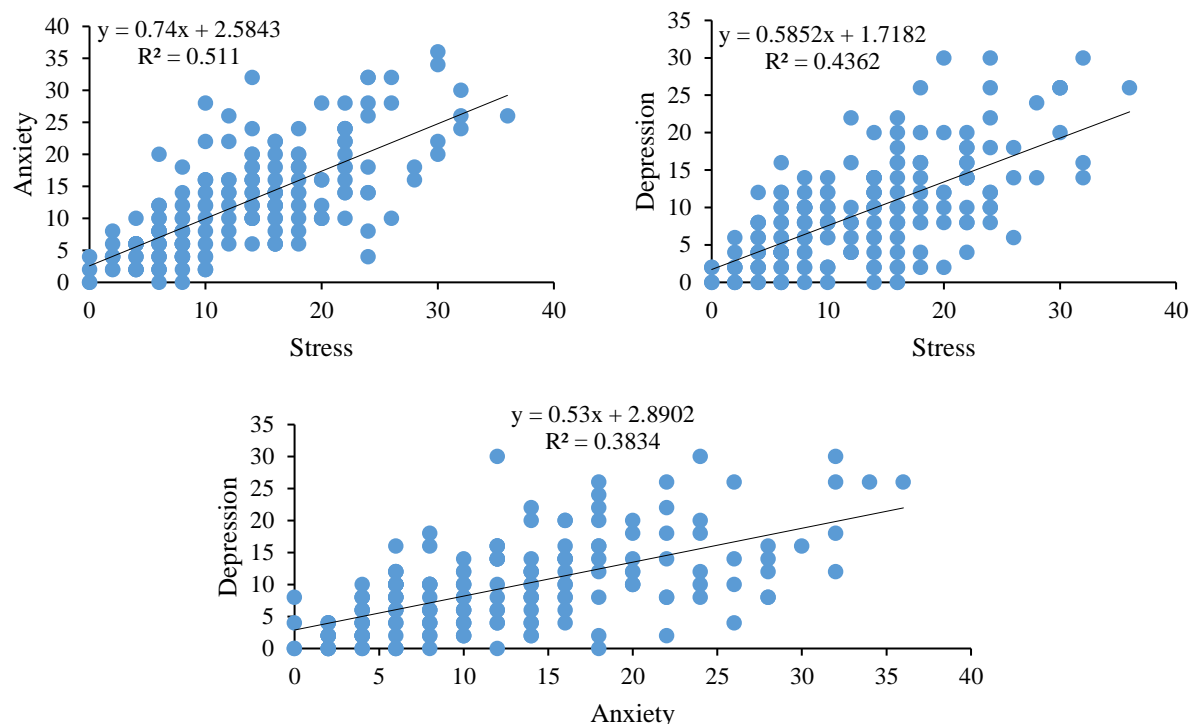 y = 0.74x + 2.5843
R² = 0.511
40
35
30
25
20
15
10
5
0
Anxiety
0 10 20 30 40
Stress
y = 0.5852x + 1.7182
R² = 0.4362
35
30
25
20
15
10
5
0
Depression
0 10 20 30 40
Stress
y = 0.53x + 2.8902
R² = 0.3834
35
30
25
20
15
10
5
0
Depression
0 5 10 15 20 25 30 35 40
Anxiety